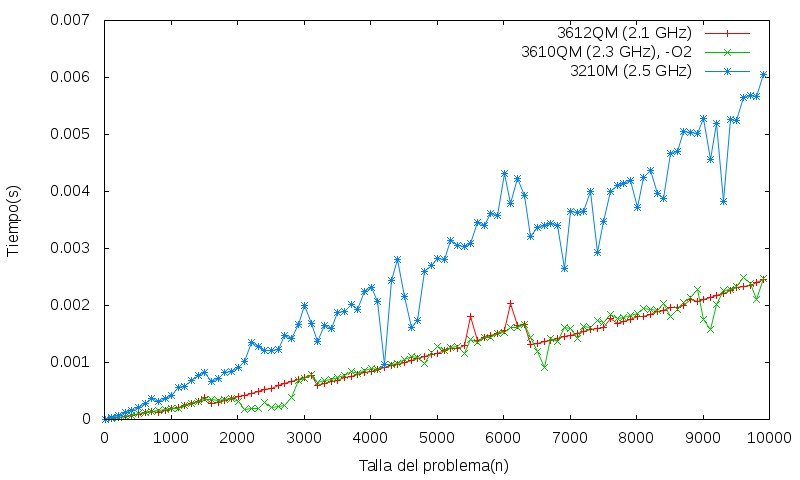 0.007
0.006
0.005
0.004
0.003
0.002
0.001
0
Tiempo(s)
3612QM (2.1 GHz)
3610QM (2.3 GHz), -O2
3210M (2.5 GHz)
0 1000 2000 3000 4000 5000 6000 7000 8000 9000 10000
Talla del problema(n)